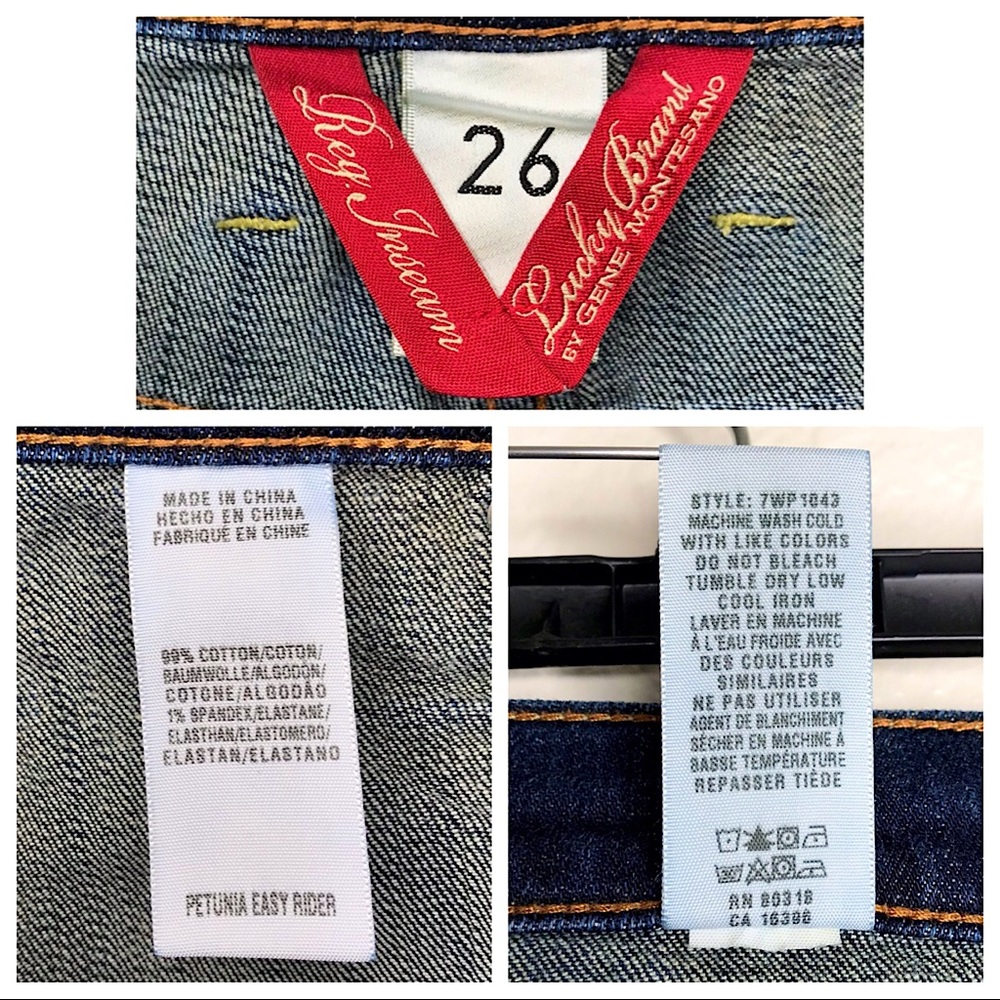 Reg. Inseam
26
Lucky Brand
BY GENE MONTESANO
MADE IN CHINA
HECHO EN CHINA
FABRIQUÉ EN CHINE
99% COTTON/COTON/
BAUMWOLLE/ALGODON/
COTONE/ALGODÃO
1% SPANDEX/ELASTANE/
ELASTHAN/ELASTOMERO/
ELASTAN/ELASTANO
PETUNIA EASY RIDER
STYLE: 7WP1043
MACHINE WASH COLD
WITH LIKE COLORS
DO NOT BLEACH
TUMBLE DRY LOW
COOL IRON
LAVER EN MACHINE
À L'EAU FROIDE AVEC
DES COULEURS
SIMILAIRES
NE PAS UTILISER
AGENT DE BLANCHIMENT
SÉCHER EN MACHINE À
BASSE TEMPÉRATURE
REPASSER TIÈDE
RN 80318
CA 16398